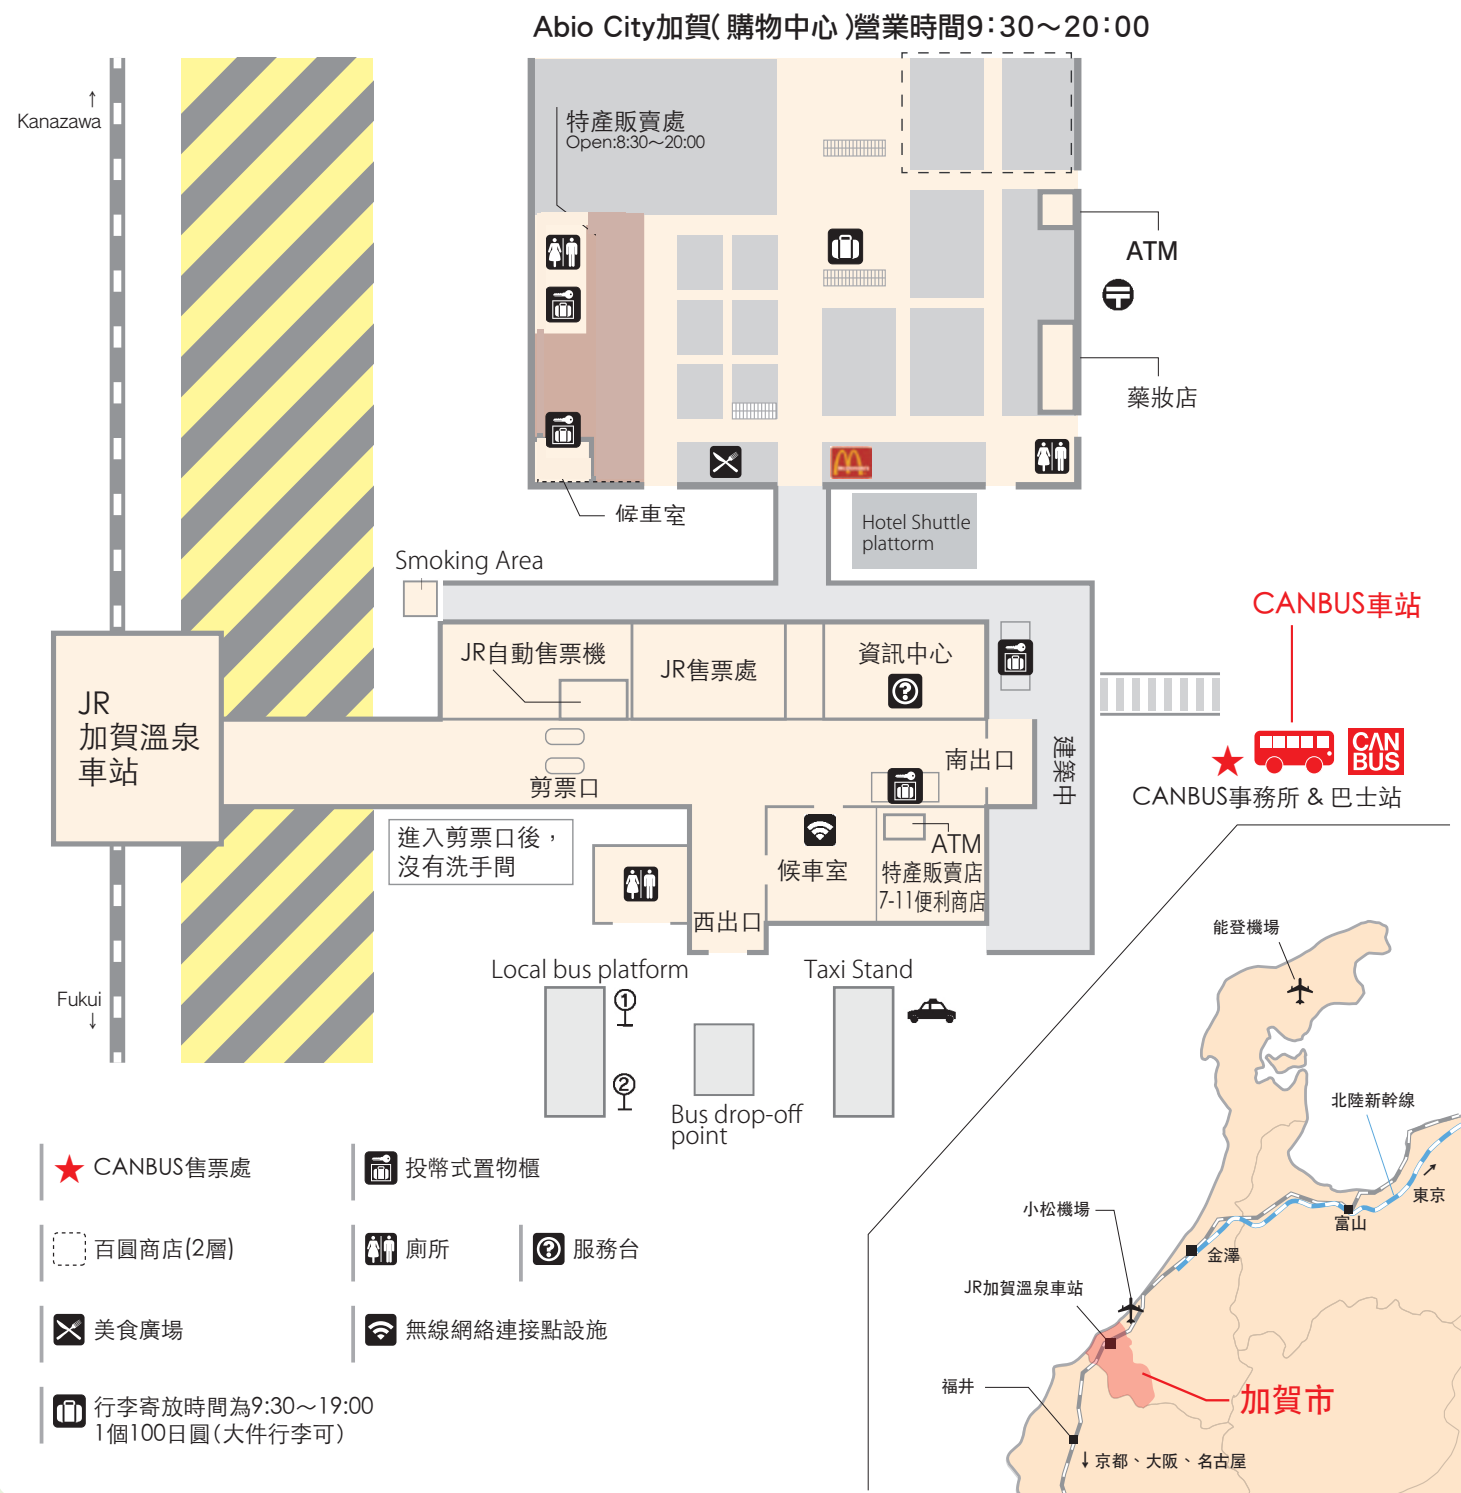 Abio City加賀(購物中心)營業時間9:30～20:00
↑
Kanazawa
特產販賣處
Open:8:30～20:00
ATM
藥妝店
候車室
Hotel Shuttle
plattorm
Smoking Area
CANBUS車站
JR自動售票機
JR售票處
資訊中心
JR
加賀溫泉
車站
剪票口
南出口
建築中
CAN
BUS
CANBUS事務所 & 巴士站
進入剪票口後，
沒有洗手間
候車室
ATM
特產販賣店
7-11便利商店
西出口
Local bus platform
Taxi Stand
①
②
Bus drop-off
point
Fukui
↓
CANBUS售票處
投幣式置物櫃
百圓商店(2層)
廁所
服務台
美食廣場
無線網絡連接點設施
行李寄放時間為9:30～19:00
1個100日圓(大件行李可)
能登機場
北陸新幹線
東京
富山
小松機場
金澤
JR加賀溫泉車站
福井
加賀市
↓京都、大阪、名古屋